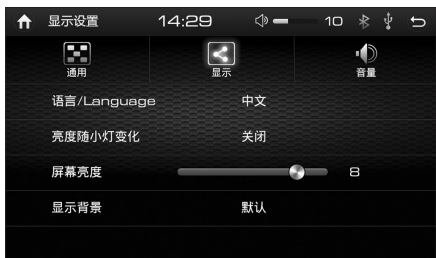 显示设置 14:29 10
通用 显示 音量
语言/Language 中文
亮度随小灯变化 关闭
屏幕亮度 8
显示背景 默认